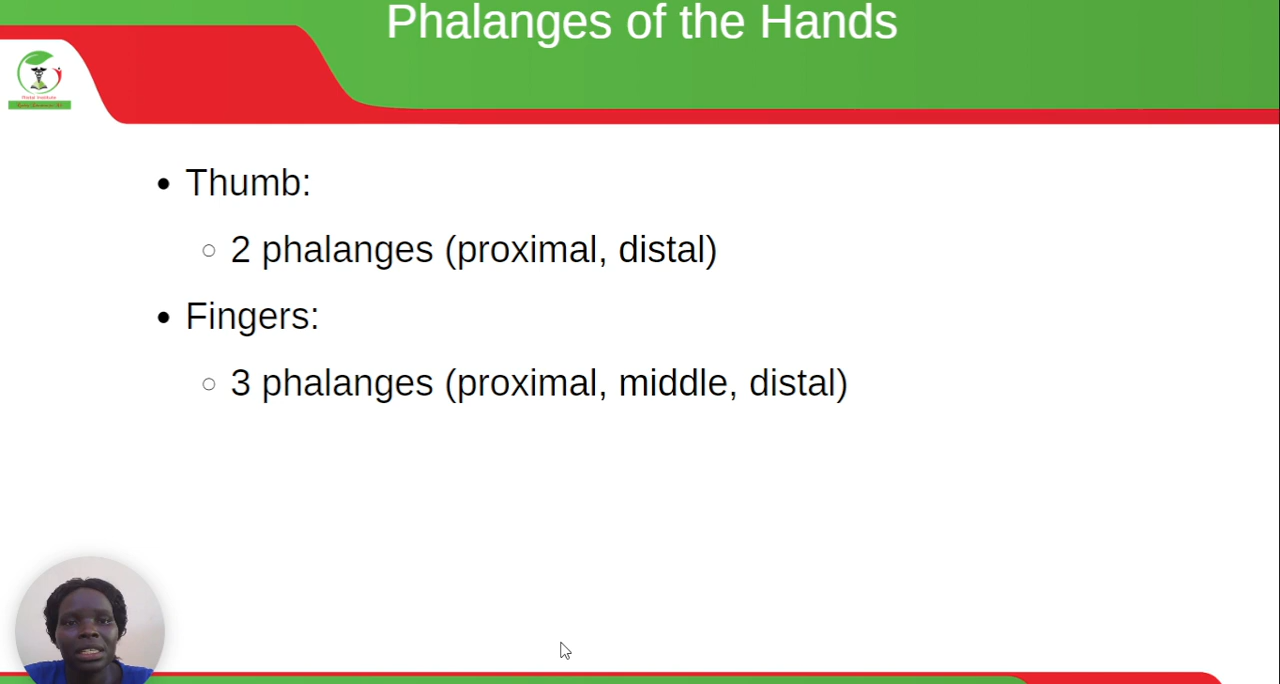 Phalanges of the Hands
Thumb:
2 phalanges (proximal, distal)
Fingers:
3 phalanges (proximal, middle, distal)